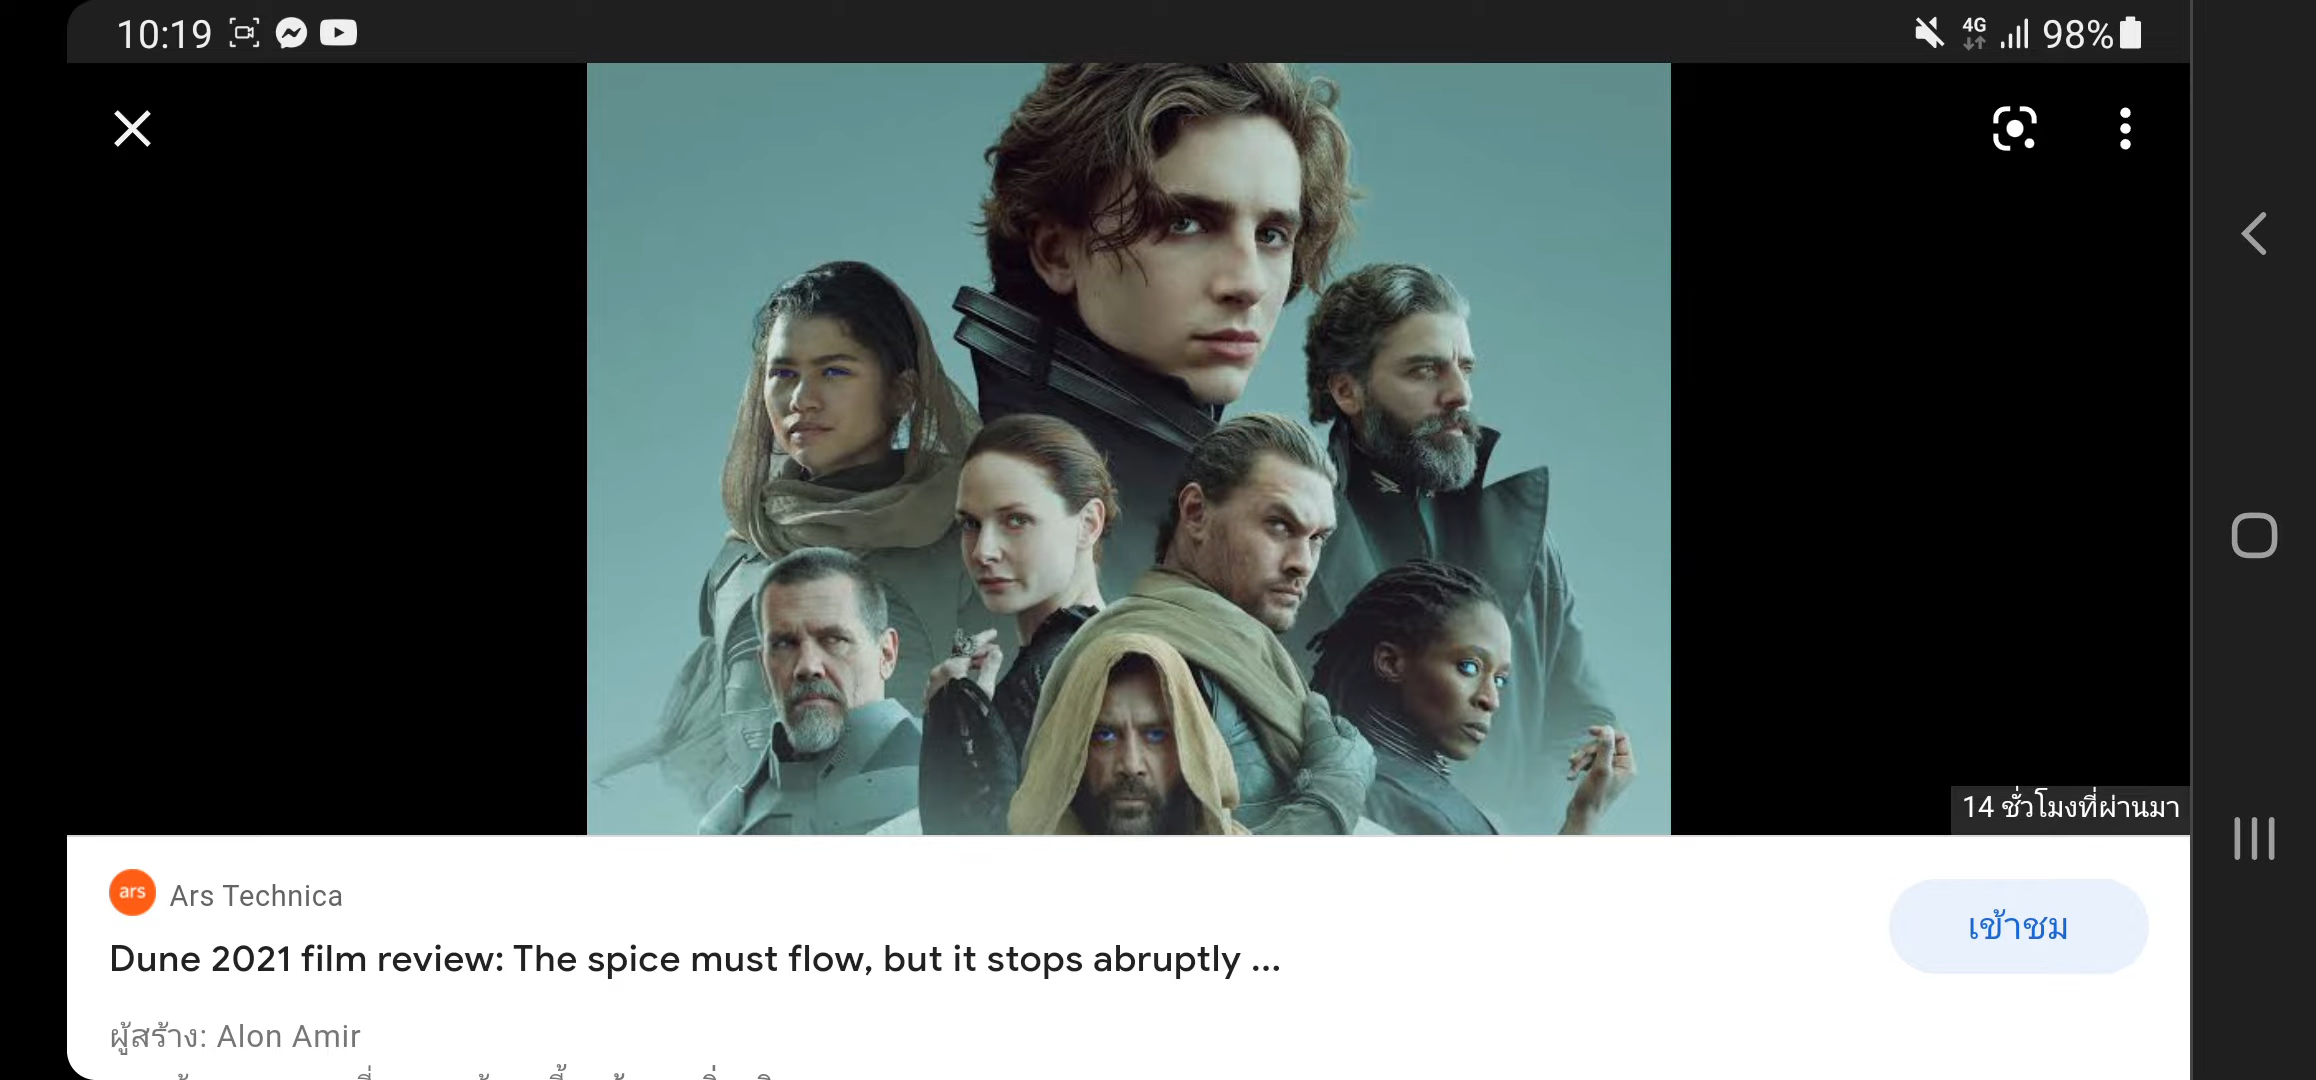 10:19
4G
98%
14 ชั่วโมงที่ผ่านมา
ars
Ars Technica
Dune 2021 film review: The spice must flow, but it stops abruptly ...
เข้าชม
ผู้สร้าง: Alon Amir